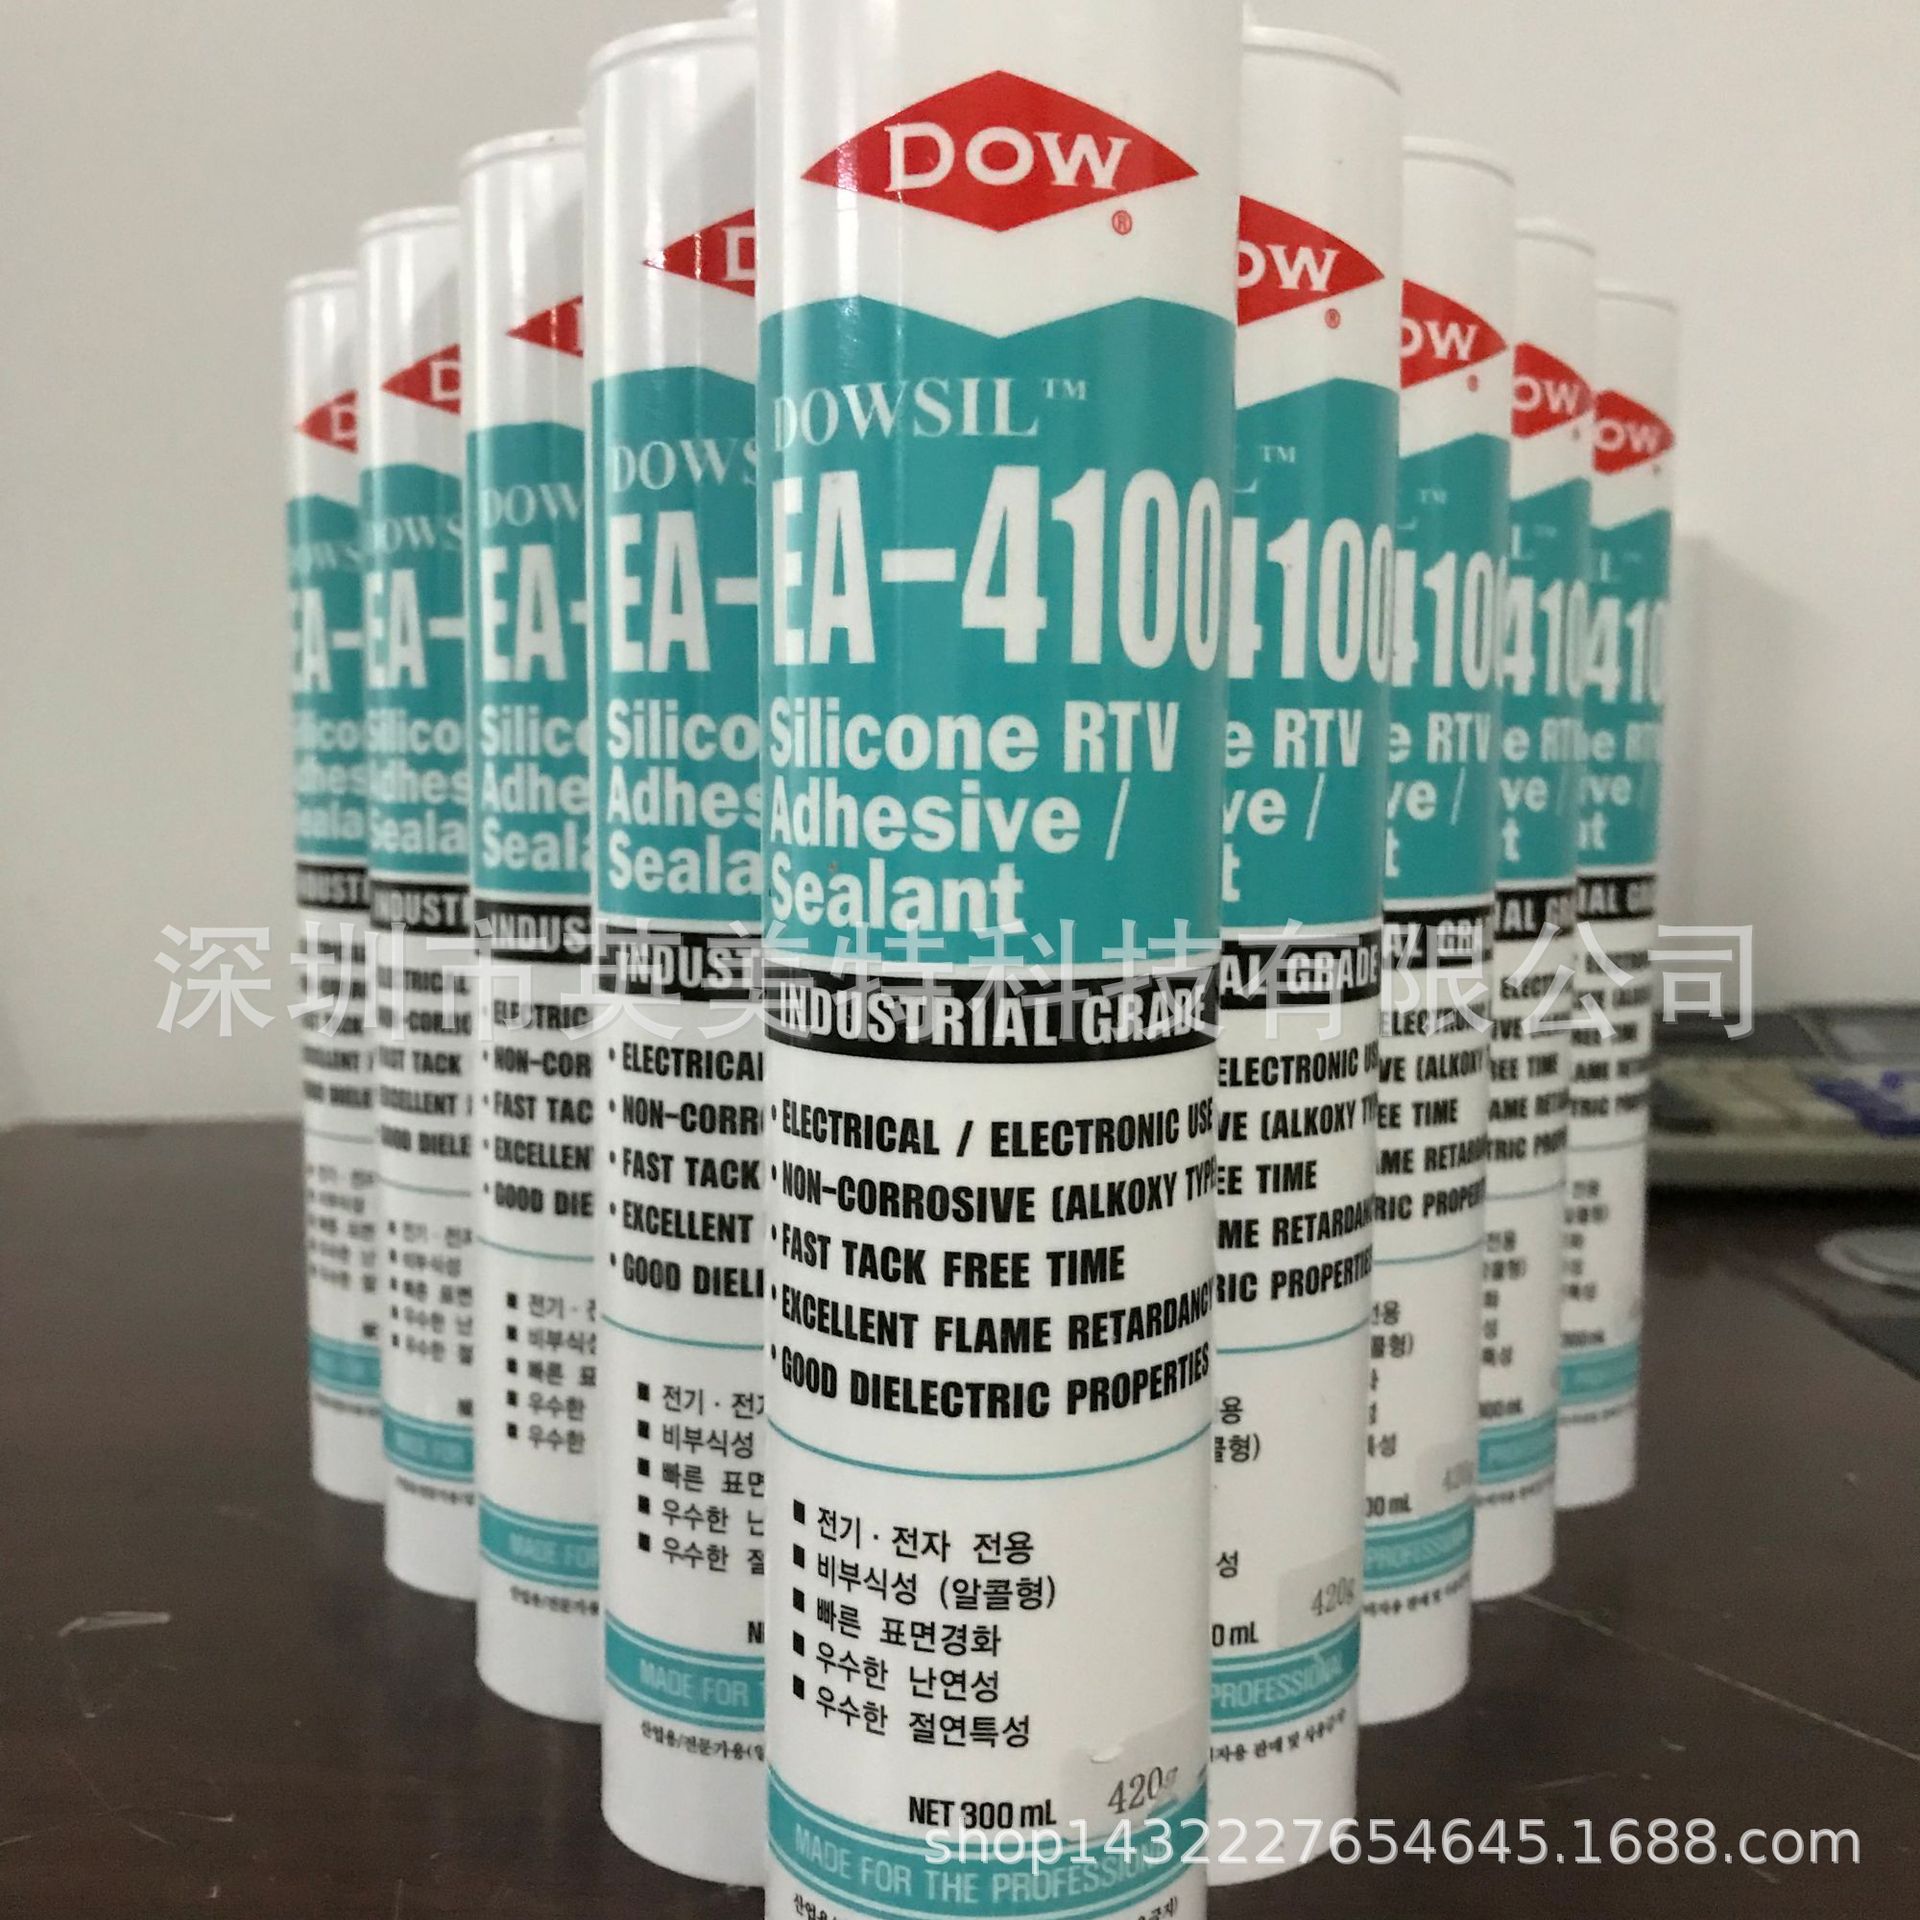 DOW
®
DOWSIL™
EA-4100
Silicone RTV
Adhesive /
Sealant
INDUSTRIAL GRADE
• ELECTRICAL / ELECTRONIC USE
• NON-CORROSIVE (ALKOXY TYPE
• FAST TACK FREE TIME
• EXCELLENT FLAME RETARDANCY
• GOOD DIELECTRIC PROPERTIES
■ 전기 · 전자 전용
■ 비부식성 (알콜형)
■ 빠른 표면경화
■ 우수한 난연성
■ 우수한 절연특성
NET 300 mL
420g
MADE FOR THE PROFESSIONAL
深圳市英美特科技有限公司
shop1432227654645.1688.com